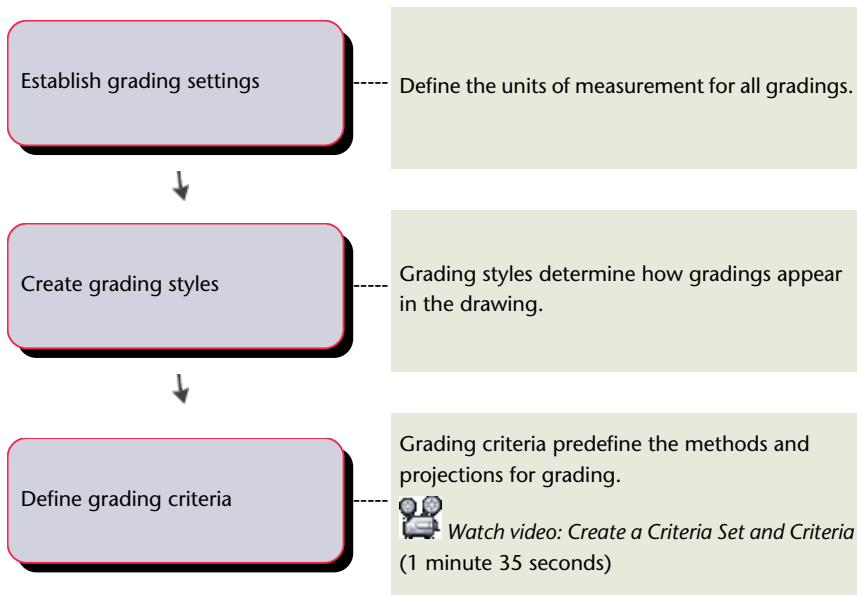 Establish grading settings
Define the units of measurement for all gradings.
Create grading styles
Grading styles determine how gradings appear
in the drawing.
Define grading criteria
Grading criteria predefine the methods and
projections for grading.
Watch video: Create a Criteria Set and Criteria
(1 minute 35 seconds)